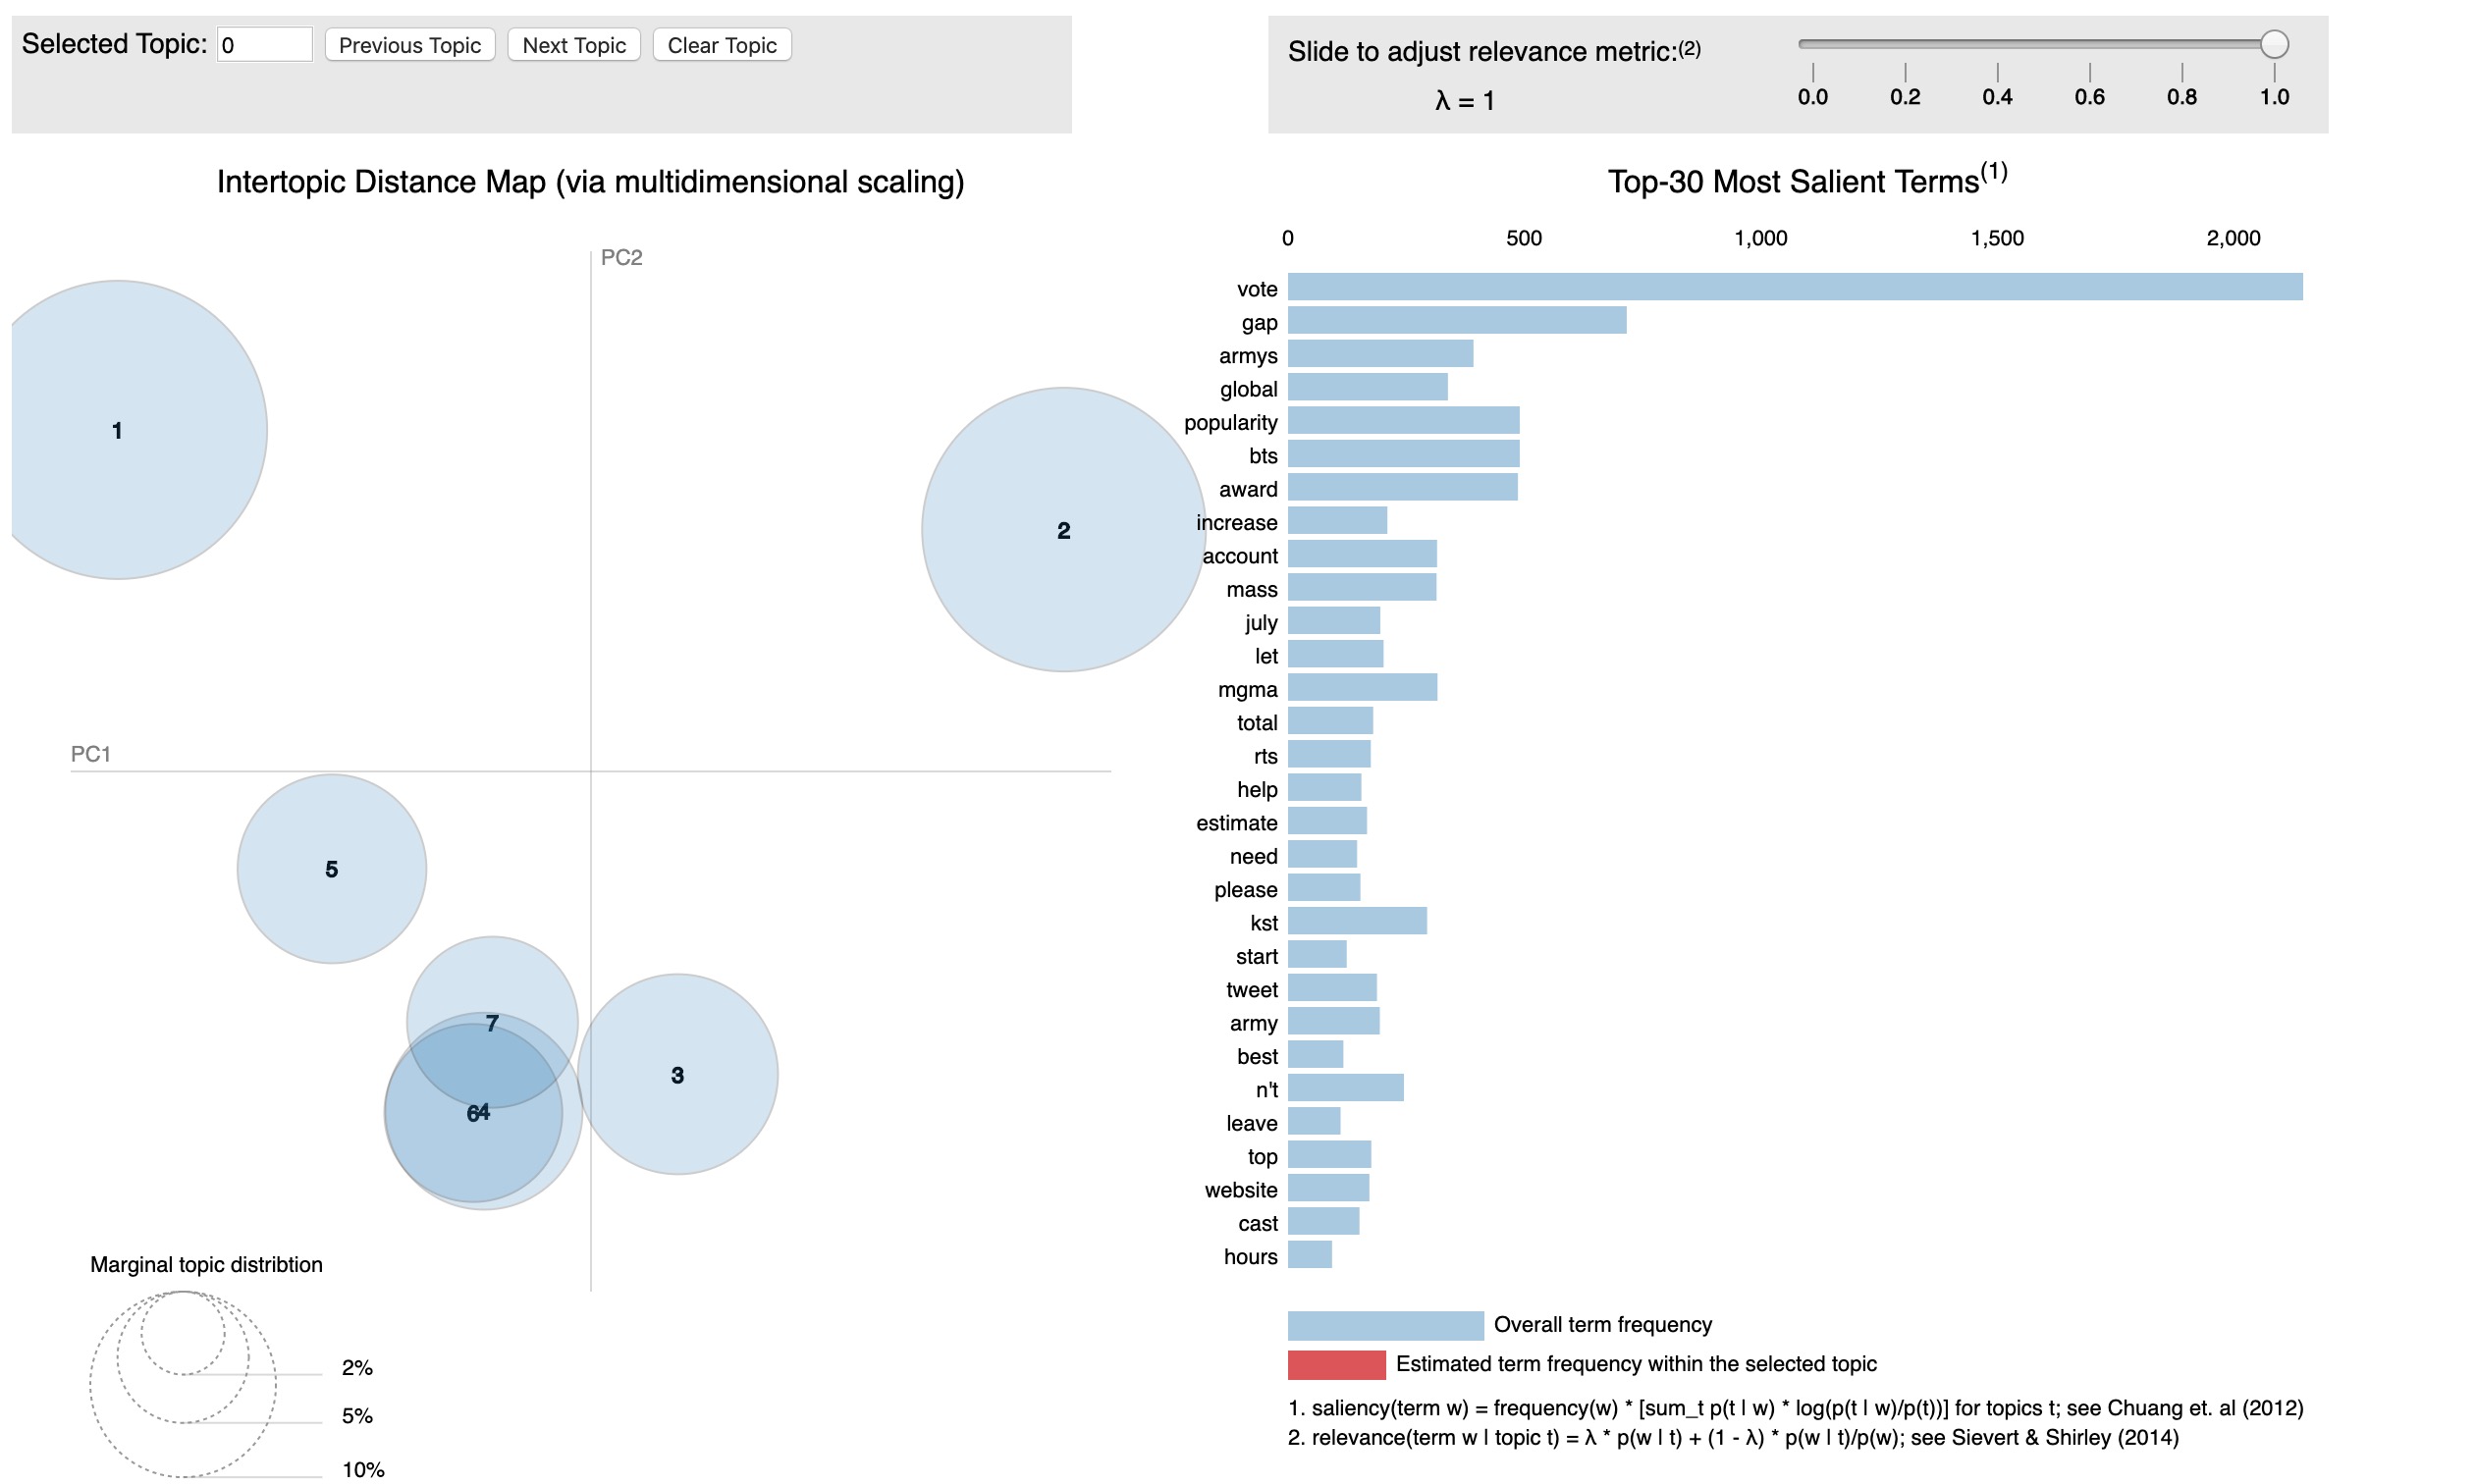 Selected Topic: 0 Previous Topic Next Topic Clear Topic
Slide to adjust relevance metric:(2)
λ = 1
0.0 0.2 0.4 0.6 0.8 1.0
Intertopic Distance Map (via multidimensional scaling)
PC2
1
2
PC1
5
7
64
3
Marginal topic distribtion
2%
5%
10%
Top-30 Most Salient Terms(1)
0 500 1,000 1,500 2,000
vote
gap
armys
global
popularity
bts
award
increase
account
mass
july
let
mgma
total
rts
help
estimate
need
please
kst
start
tweet
army
best
n't
leave
top
website
cast
hours
Overall term frequency
Estimated term frequency within the selected topic
1. saliency(term w) = frequency(w) * [sum_t p(t | w) * log(p(t | w)/p(t))] for topics t; see Chuang et. al (2012)
2. relevance(term w | topic t) = λ * p(w | t) + (1 - λ) * p(w | t)/p(w); see Sievert & Shirley (2014)